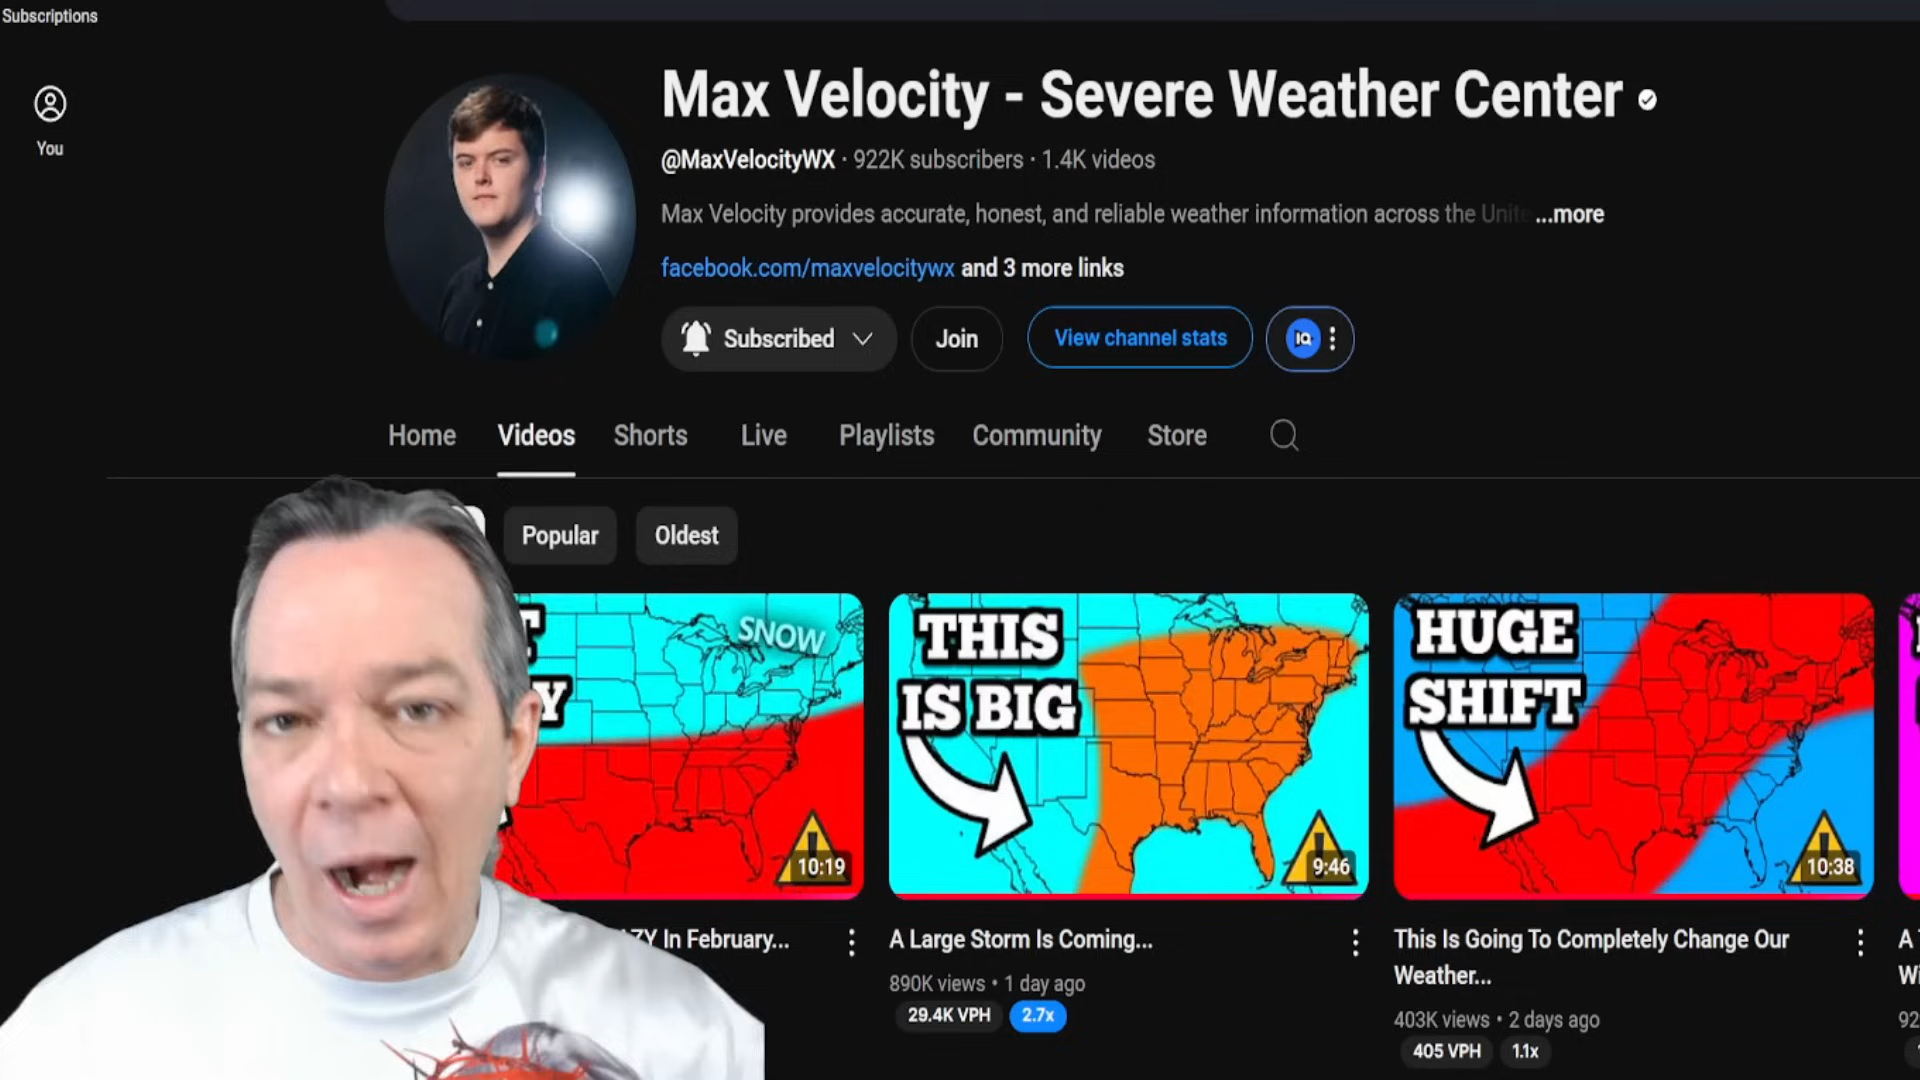 Subscriptions
You
Max Velocity - Severe Weather Center
@MaxVelocityWX · 922K subscribers · 1.4K videos
Max Velocity provides accurate, honest, and reliable weather information across the Unite ...more
facebook.com/maxvelocitywx and 3 more links
Subscribed
Join
View channel stats
IQ
Home
Videos
Shorts
Live
Playlists
Community
Store
Popular
Oldest
SNOW
10:19
THIS
IS BIG
9:46
HUGE
SHIFT
10:38
In February...
A Large Storm Is Coming...
890K views • 1 day ago
29.4K VPH
2.7x
This Is Going To Completely Change Our
Weather...
403K views • 2 days ago
405 VPH
1.1x